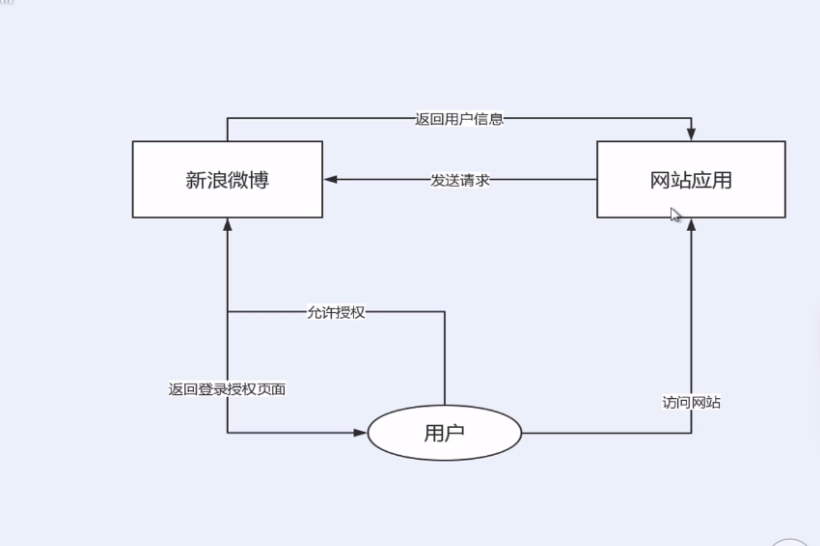 返回用户信息
新浪微博
发送请求
网站应用
允许授权
返回登录授权页面
访问网站
用户